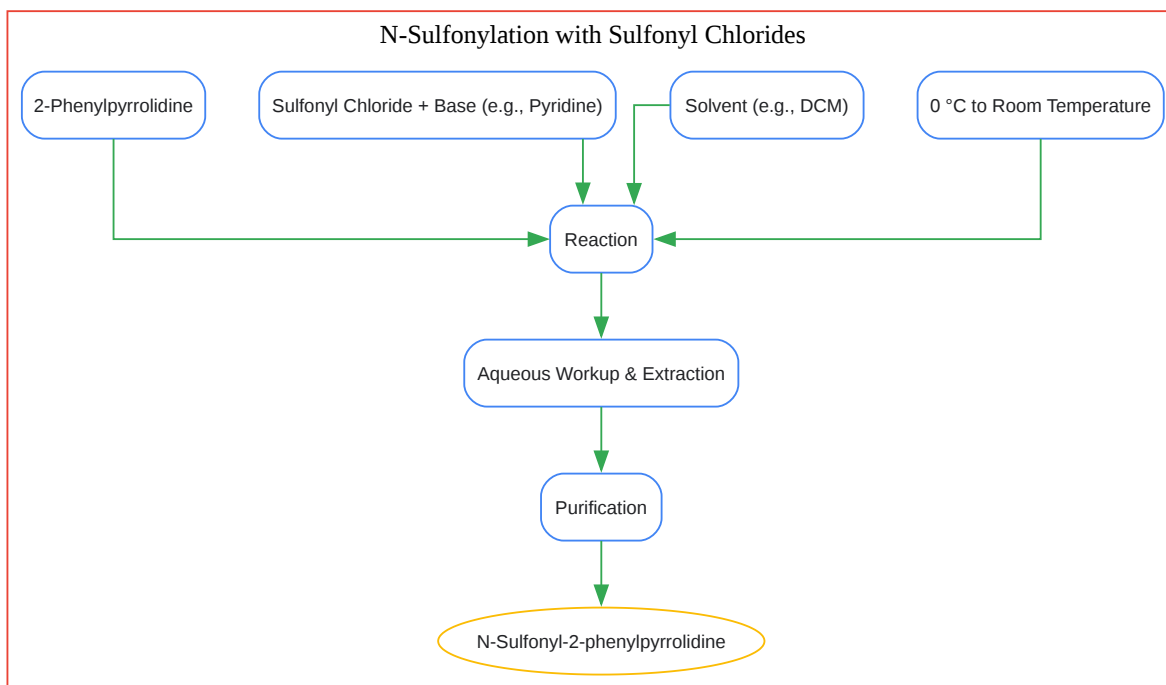 N-Sulfonylation with Sulfonyl Chlorides
2-Phenylpyrrolidine
Sulfonyl Chloride + Base (e.g., Pyridine)
Solvent (e.g., DCM)
0 °C to Room Temperature
Reaction
Aqueous Workup & Extraction
Purification
N-Sulfonyl-2-phenylpyrrolidine